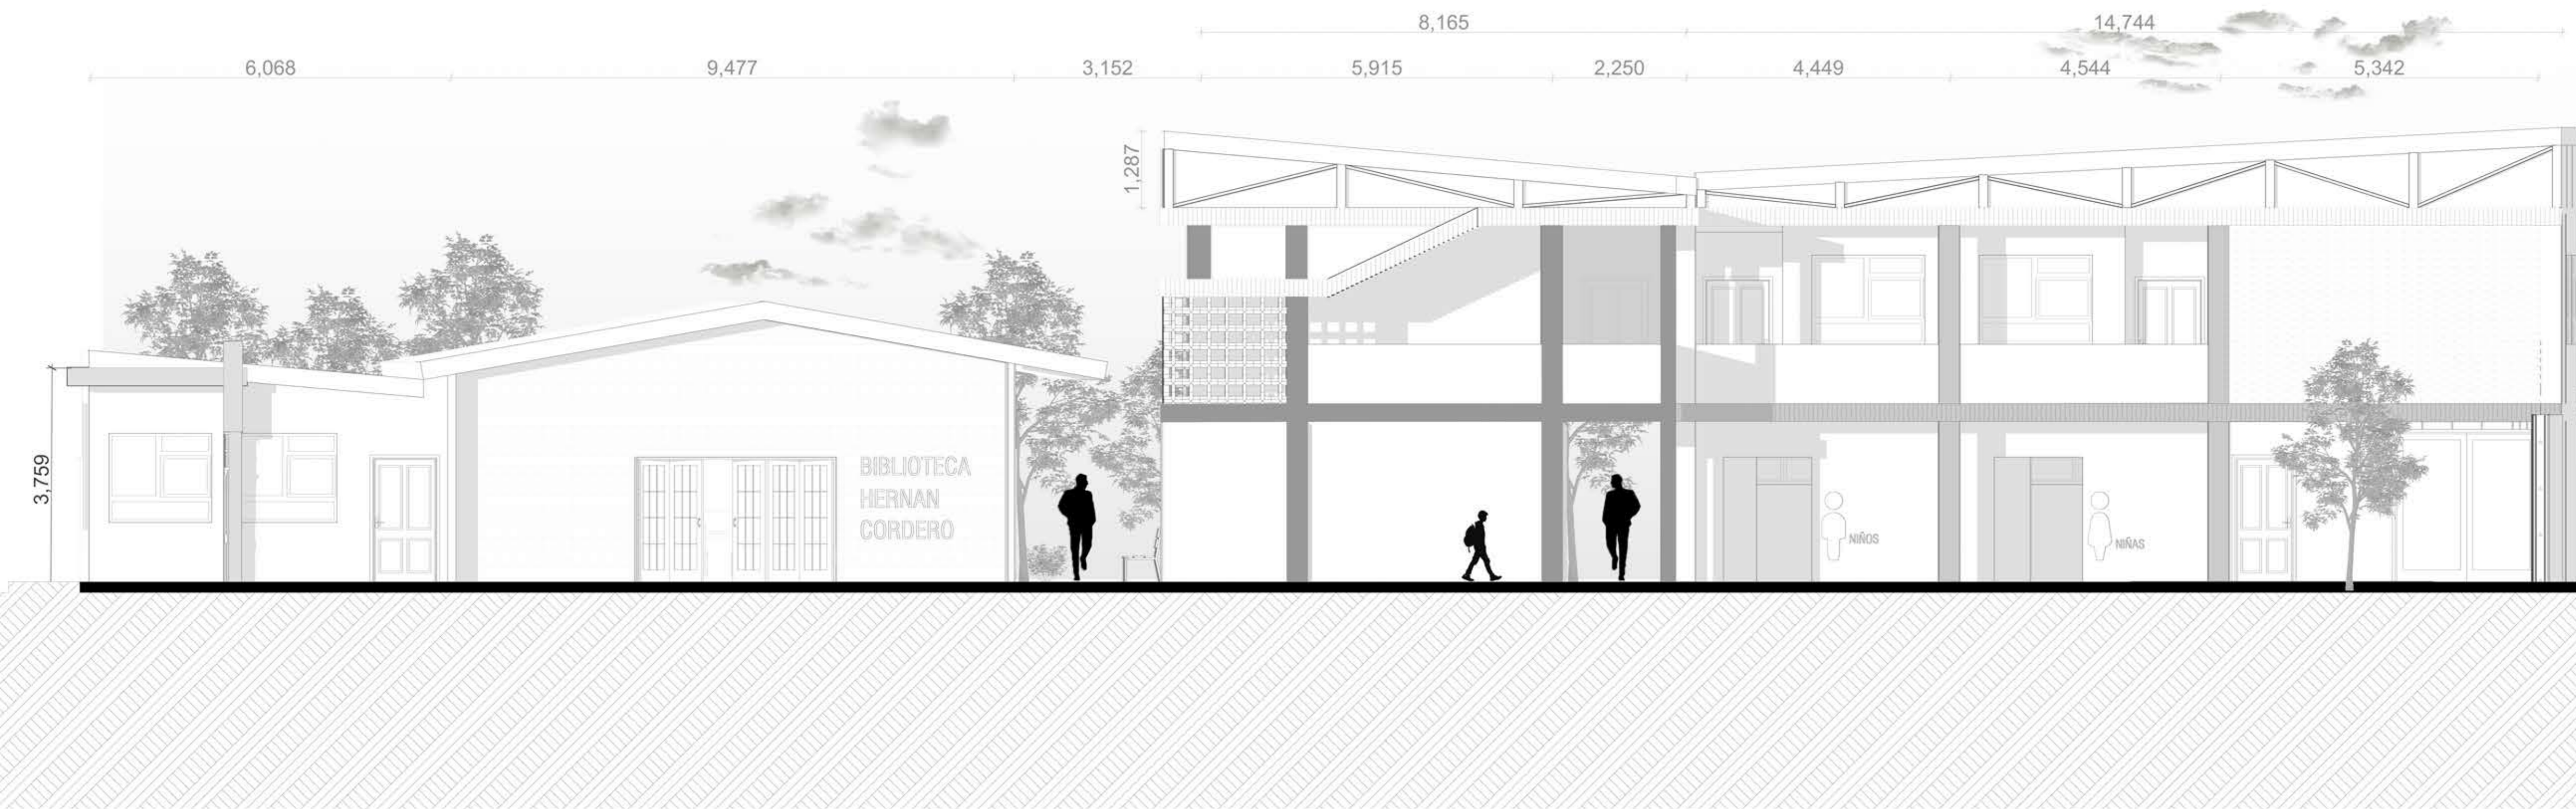 8,165
14,744
6,068
9,477
3,152
5,915
2,250
4,449
4,544
5,342
1,287
3,759
BIBLIOTECA
HERNAN
CORDERO
NIÑOS
NIÑAS